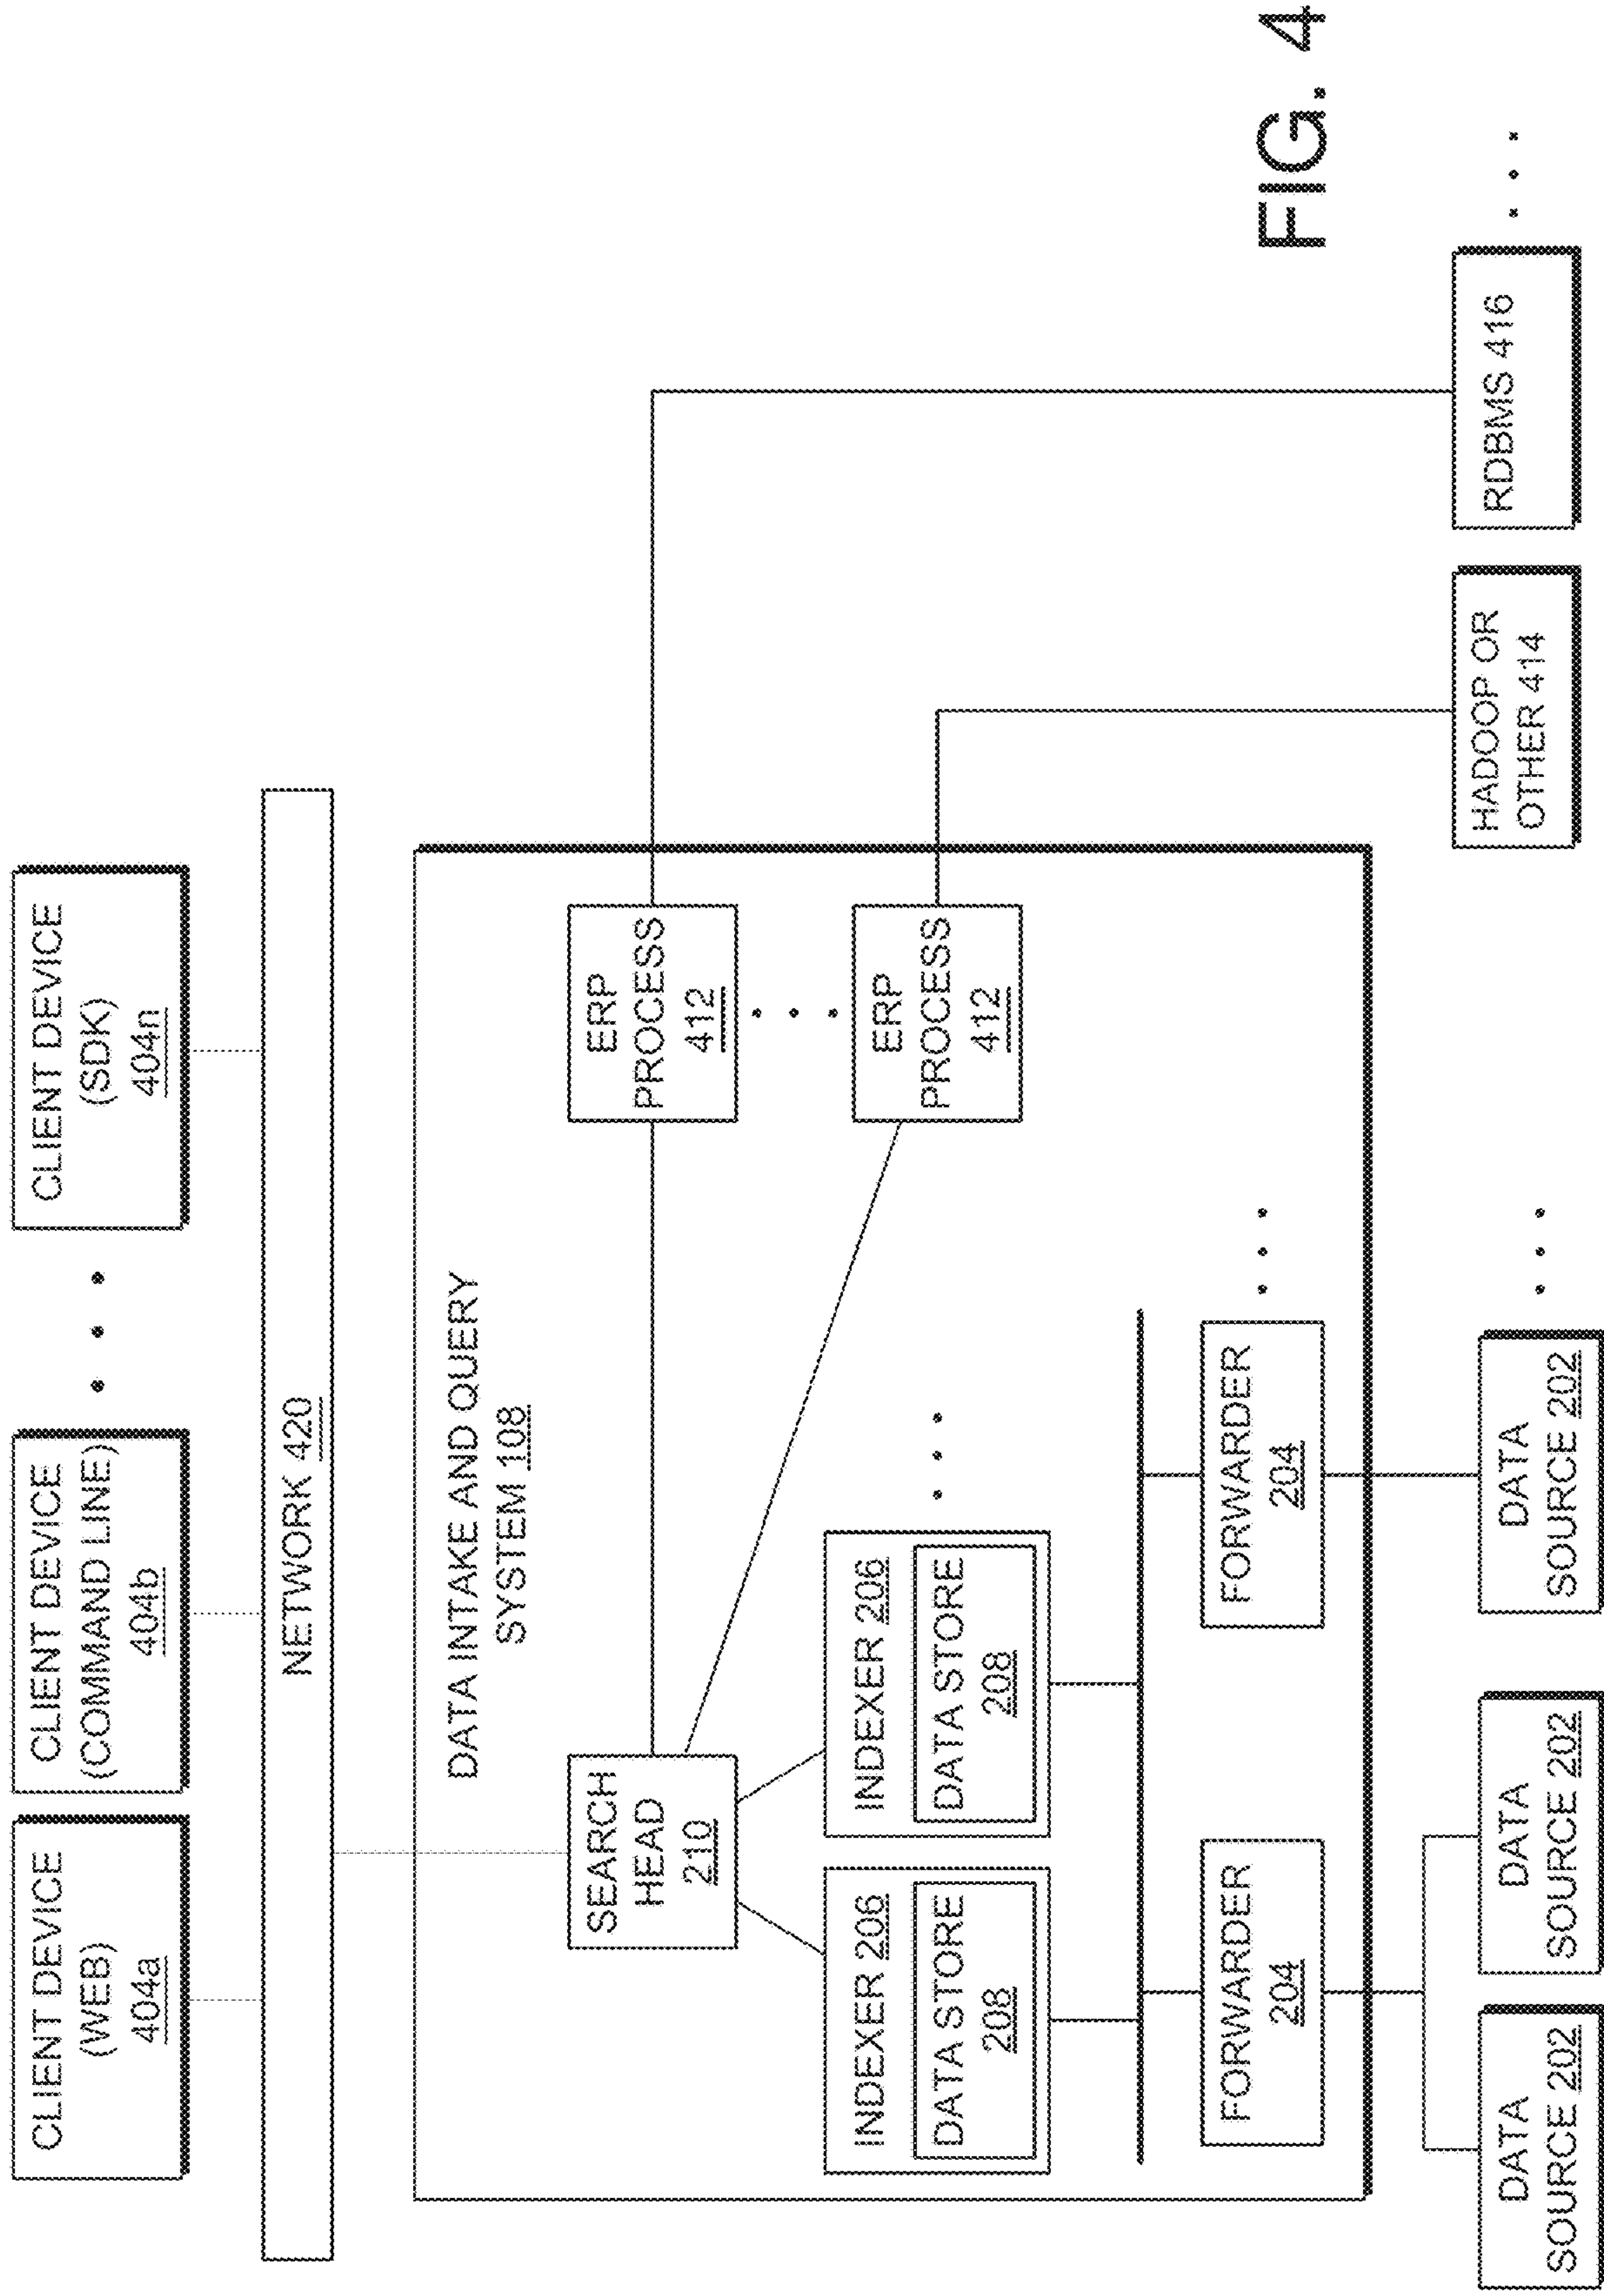 CLIENT DEVICE
(WEB)
404a
CLIENT DEVICE
(COMMAND LINE)
404b
CLIENT DEVICE
(SDK)
404n
NETWORK 420
DATA INTAKE AND QUERY
SYSTEM 108
SEARCH
HEAD
210
ERP
PROCESS
412
ERP
PROCESS
412
INDEXER 206
DATA STORE
208
INDEXER 206
DATA STORE
208
FORWARDER
204
FORWARDER
204
DATA
SOURCE 202
DATA
SOURCE 202
DATA
SOURCE 202
HADOOP OR
OTHER 414
RDBMS 416
FIG. 4